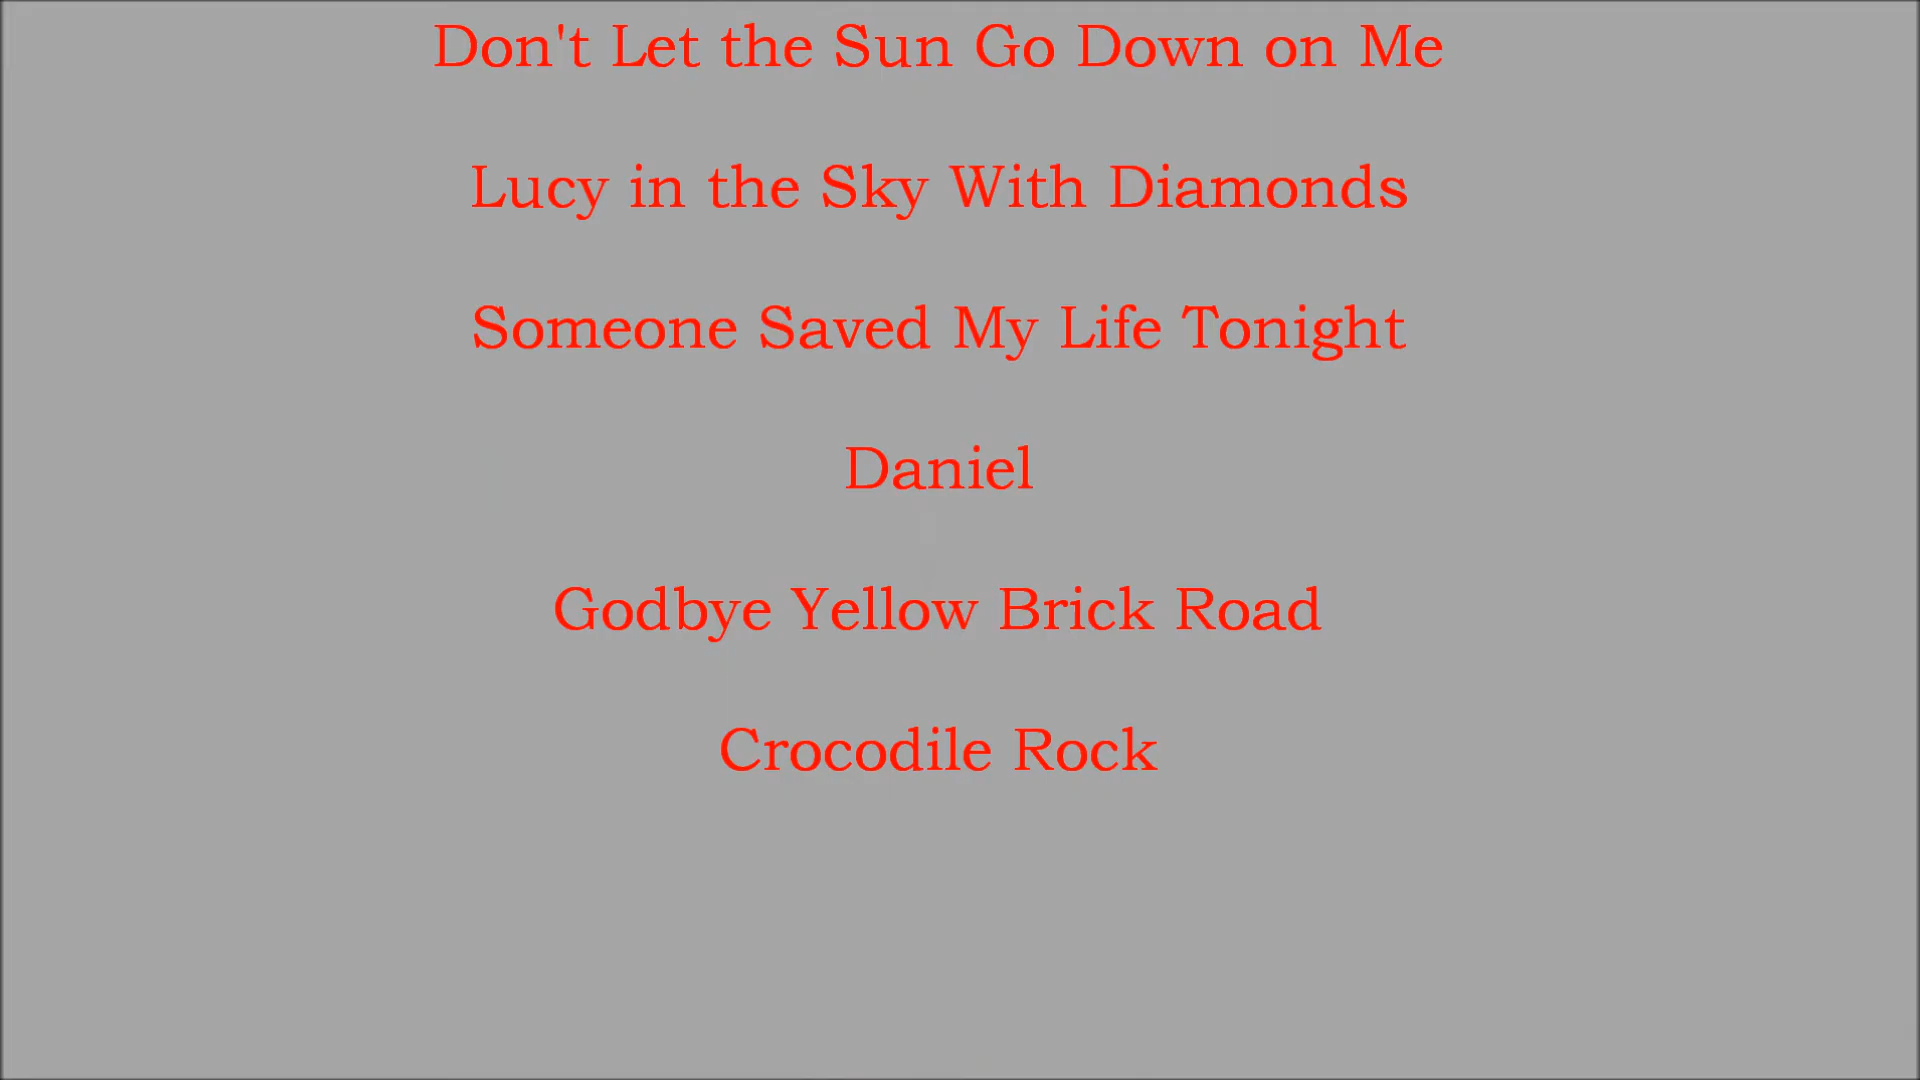 Don't Let the Sun Go Down on Me
Lucy in the Sky With Diamonds
Someone Saved My Life Tonight
Daniel
Godbye Yellow Brick Road
Crocodile Rock